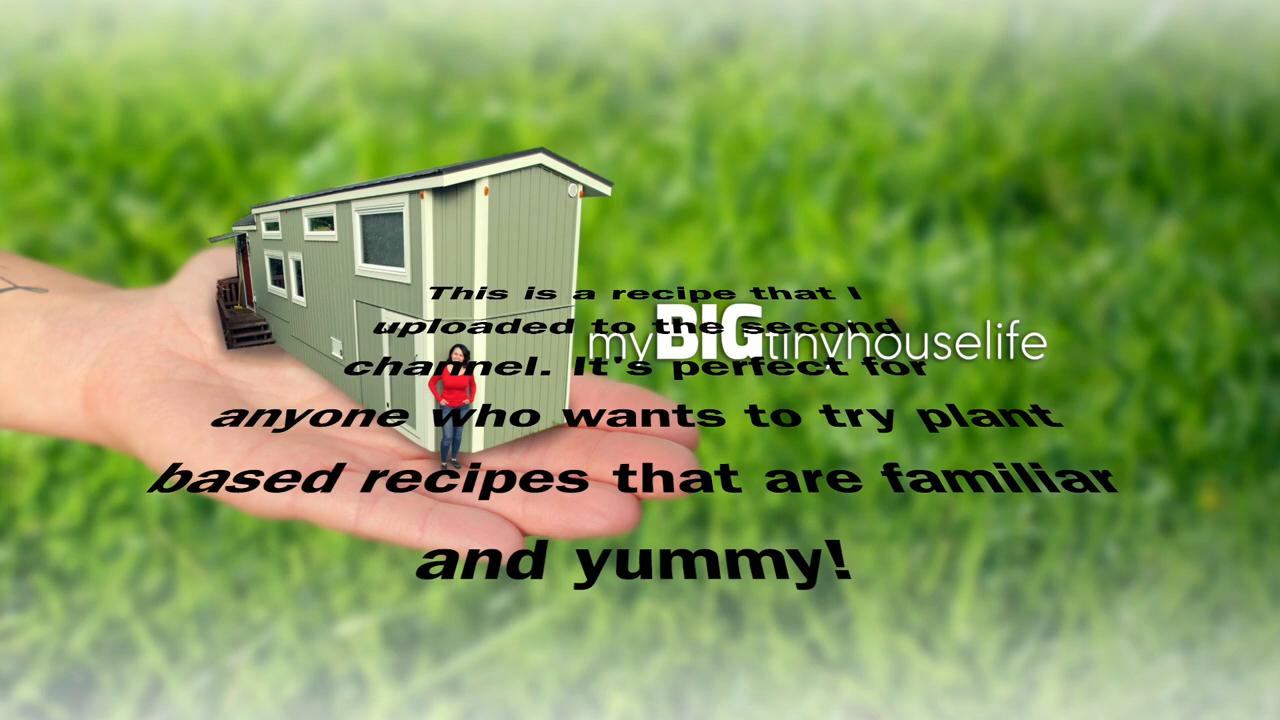 This is a recipe that I
uploaded to the second
myBIGtinyhouselife
channel. It's perfect for
anyone who wants to try plant
based recipes that are familiar
and yummy!